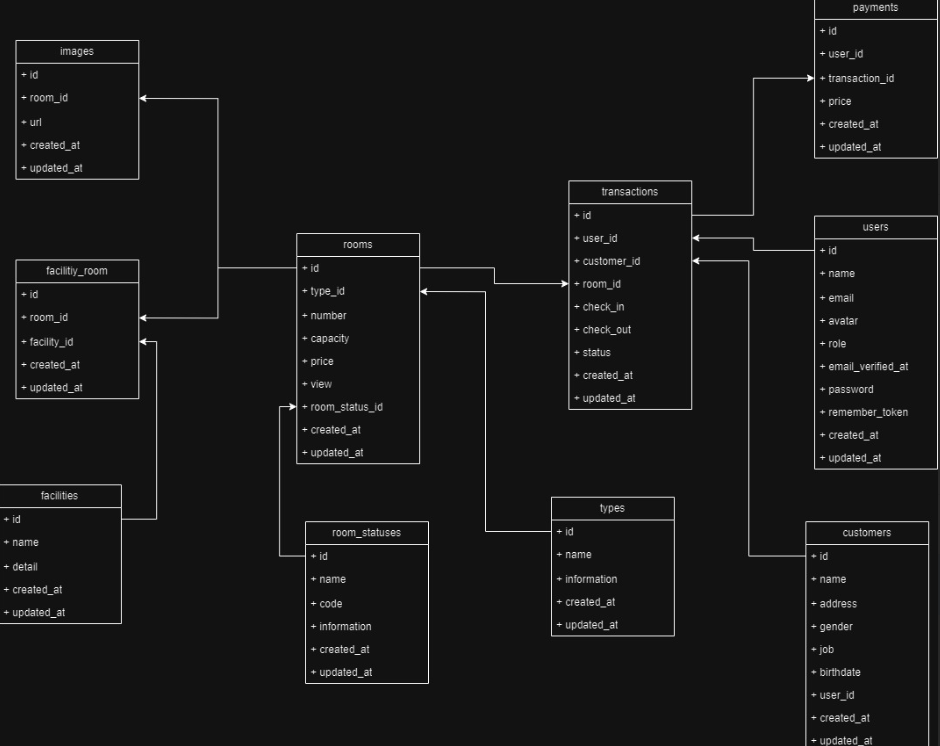 payments
+ id
+ user_id
+ transaction_id
+ price
+ created_at
+ updated_at
images
+ id
+ room_id
+ url
+ created_at
+ updated_at
transactions
+ id
+ user_id
+ customer_id
+ room_id
+ check_in
+ check_out
+ status
+ created_at
+ updated_at
users
+ id
+ name
+ email
+ avatar
+ role
+ email_verified_at
+ password
+ remember_token
+ created_at
+ updated_at
rooms
+ id
+ type_id
+ number
+ capacity
+ price
+ view
+ room_status_id
+ created_at
+ updated_at
facilitiy_room
+ id
+ room_id
+ facility_id
+ created_at
+ updated_at
facilities
+ id
+ name
+ detail
+ created_at
+ updated_at
room_statuses
+ id
+ name
+ code
+ information
+ created_at
+ updated_at
types
+ id
+ name
+ information
+ created_at
+ updated_at
customers
+ id
+ name
+ address
+ gender
+ job
+ birthdate
+ user_id
+ created_at
+ updated_at